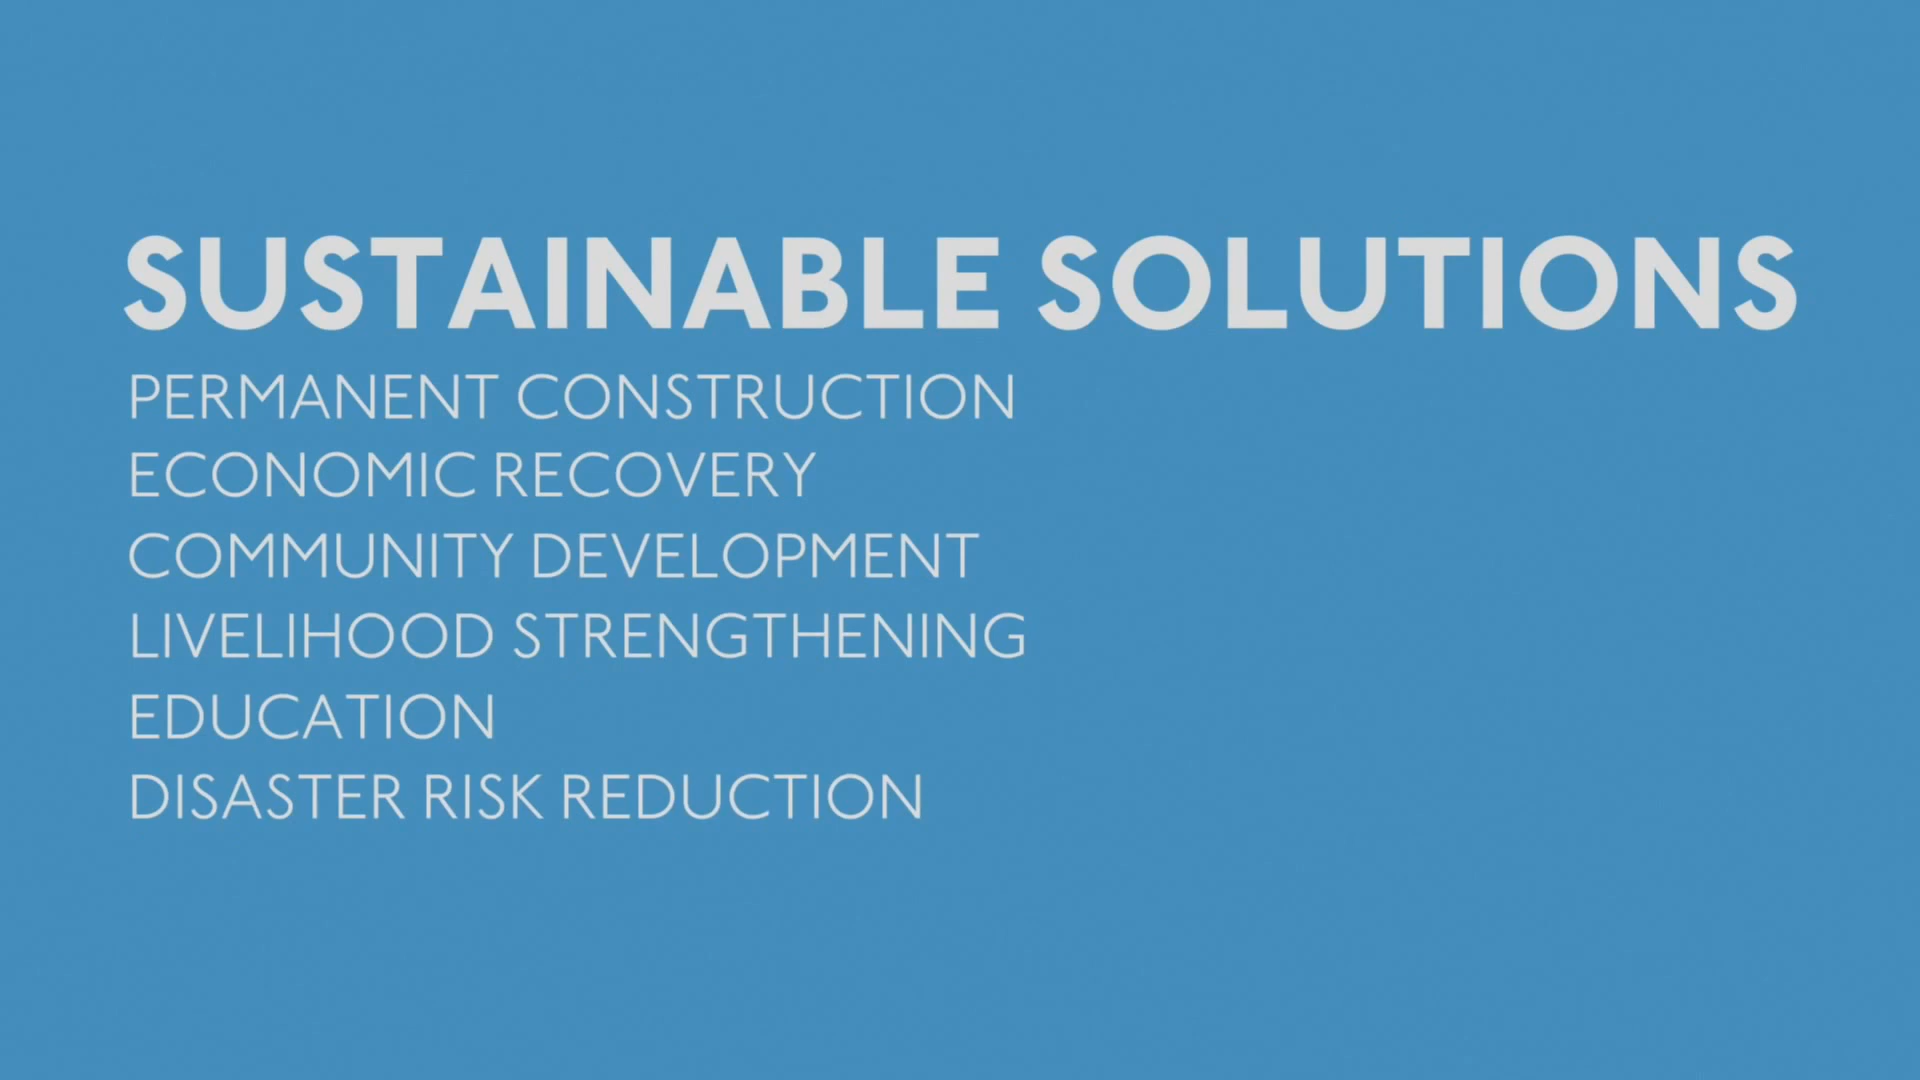 SUSTAINABLE SOLUTIONS
PERMANENT CONSTRUCTION
ECONOMIC RECOVERY
COMMUNITY DEVELOPMENT
LIVELIHOOD STRENGTHENING
EDUCATION
DISASTER RISK REDUCTION